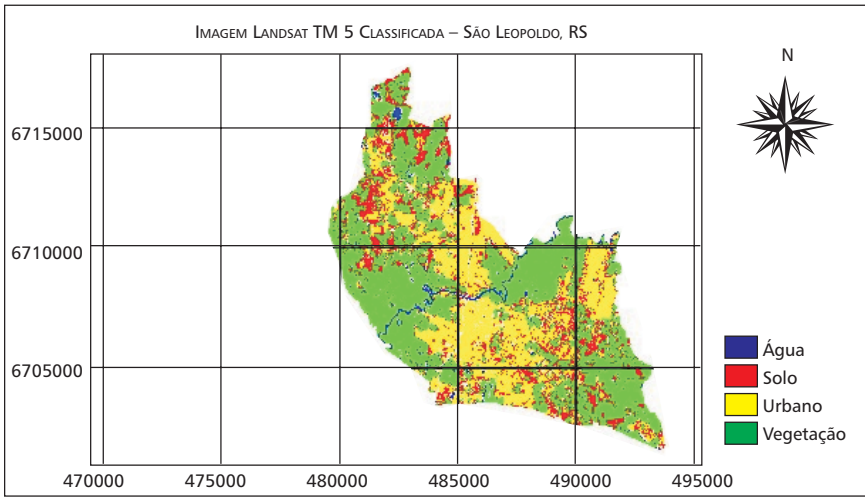 Imagem Landsat TM 5 Classificada – São Leopoldo, RS
N
6715000
6710000
6705000
Água
Solo
Urbano
Vegetação
470000 475000 480000 485000 490000 495000